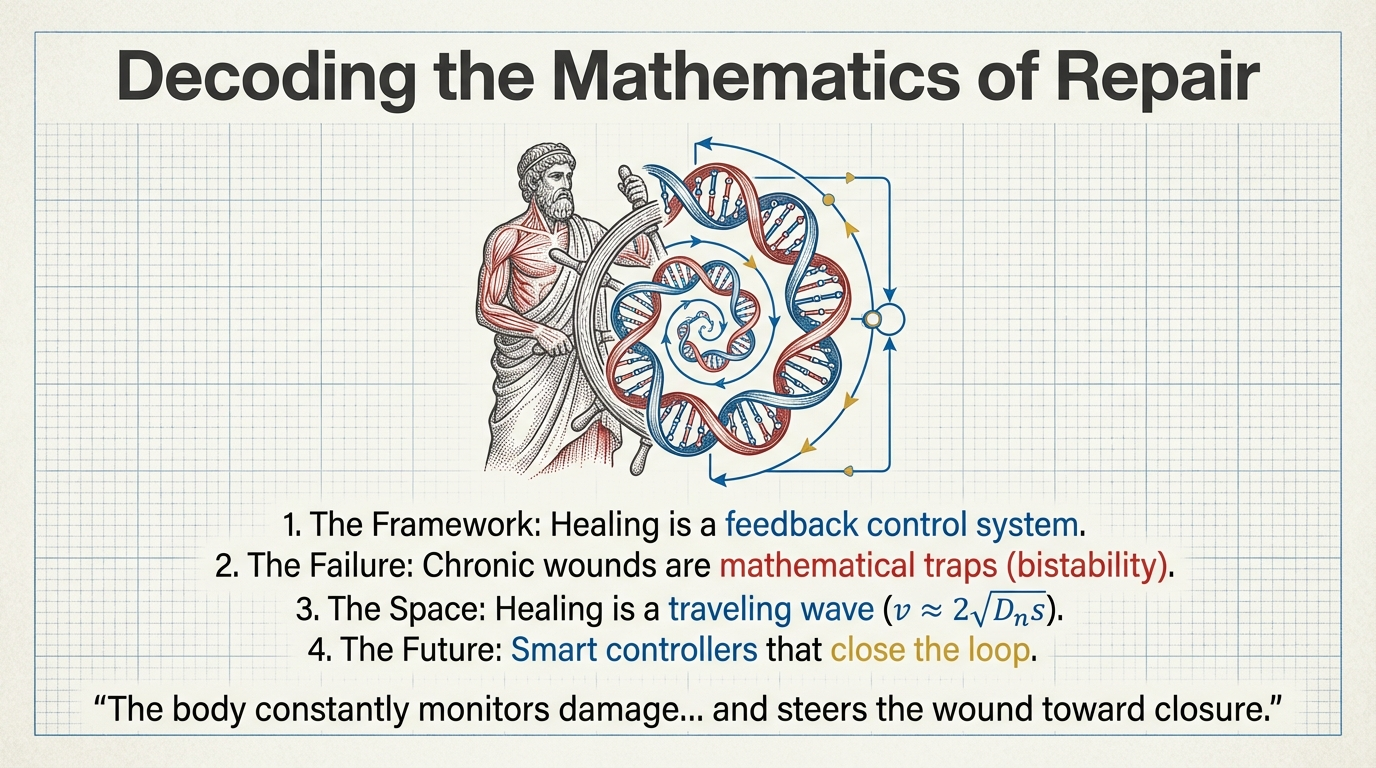 Decoding the Mathematics of Repair
1. The Framework: Healing is a feedback control system.
2. The Failure: Chronic wounds are mathematical traps (bistability).
3. The Space: Healing is a traveling wave (v ≈ 2√Dₙs).
4. The Future: Smart controllers that close the loop.
“The body constantly monitors damage... and steers the wound toward closure.”